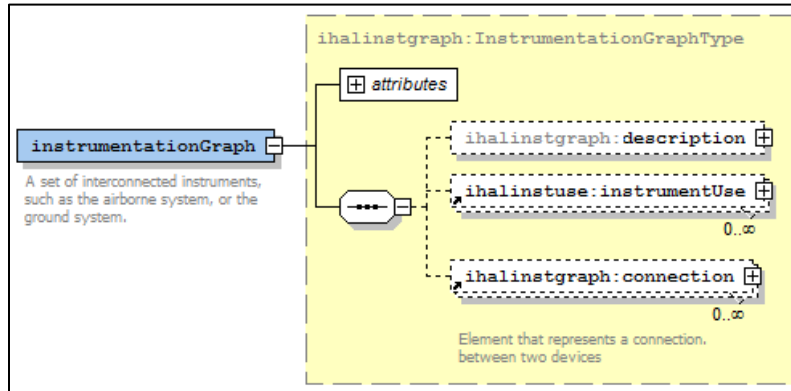 ihalinstgraph:InstrumentationGraphType
attributes
instrumentationGraph
A set of interconnected instruments,
such as the airborne system, or the
ground system.
ihalinstgraph:description
ihalinstuse:instrumentUse
0..∞
ihalinstgraph:connection
0..∞
Element that represents a connection.
between two devices